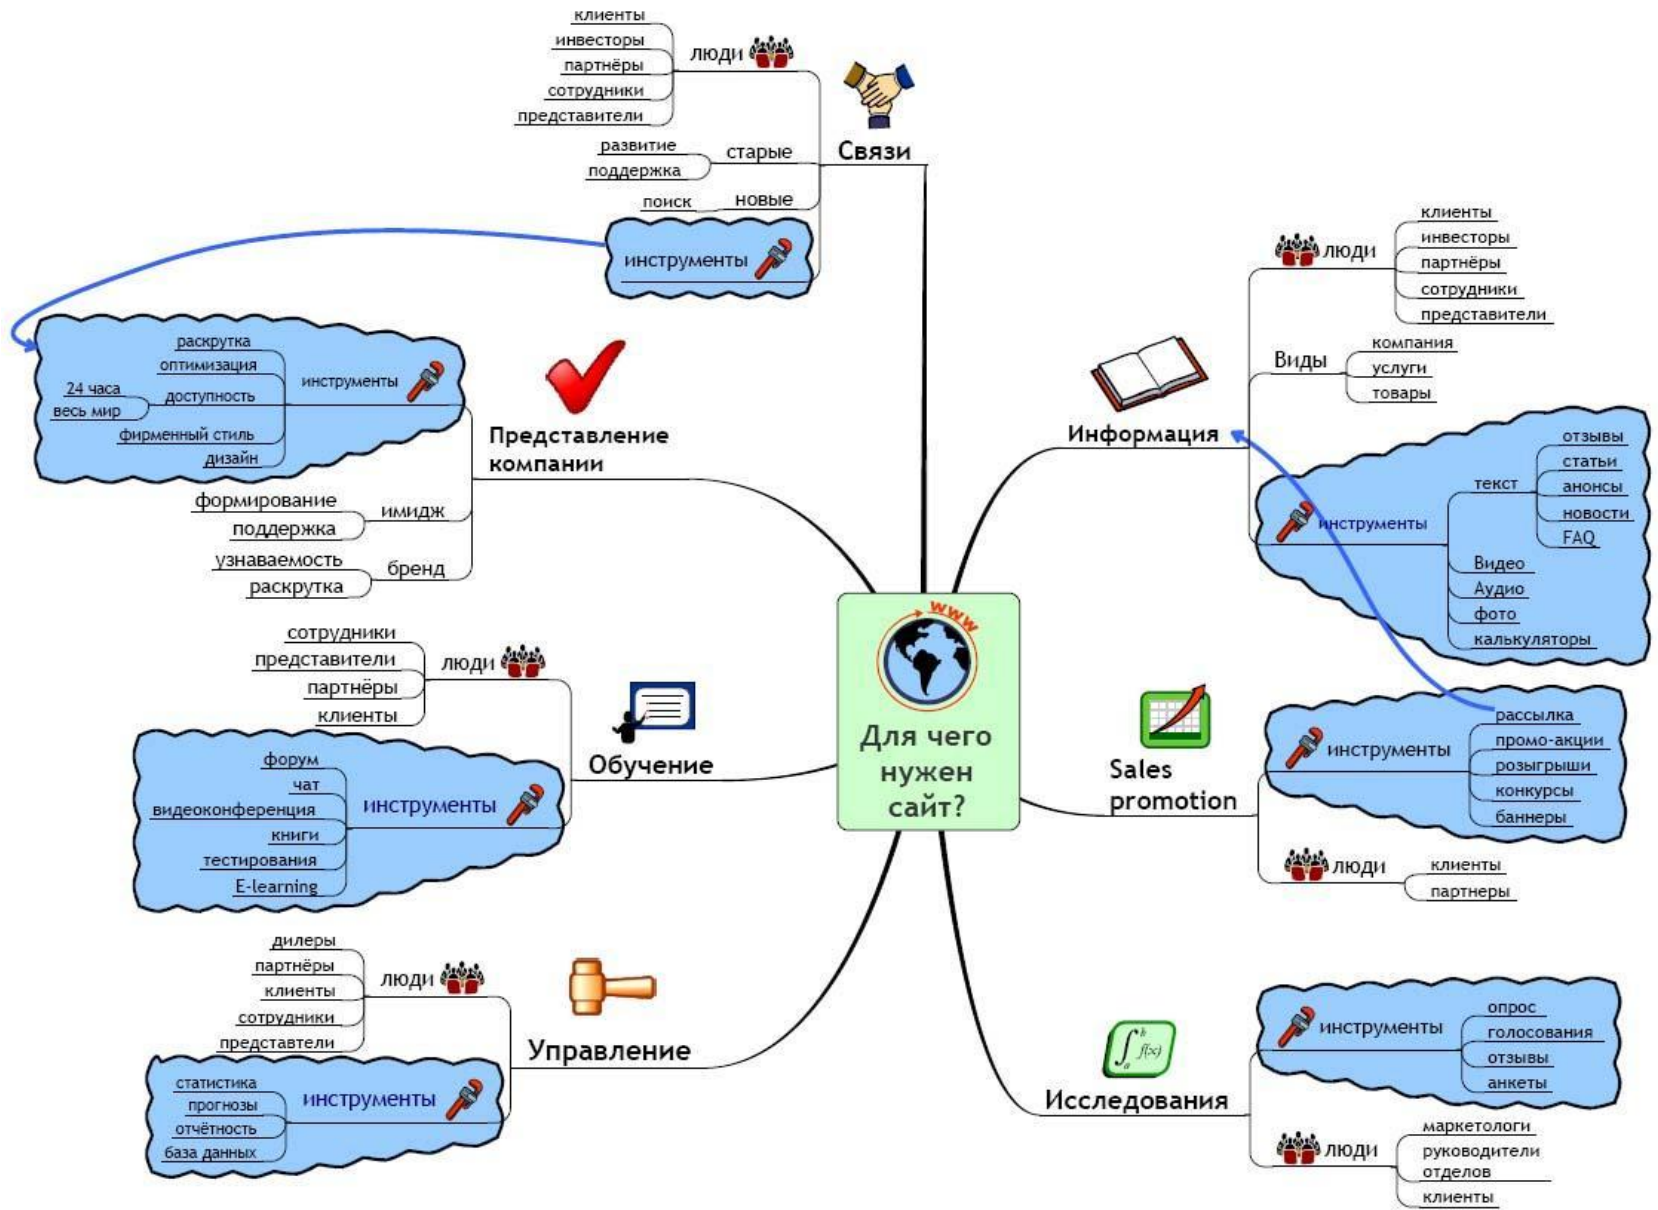 клиенты
инвесторы
партнёры
сотрудники
представители
люди
развитие
поддержка
старые
поиск
новые
инструменты
Связи
раскрутка
оптимизация
24 часа
весь мир
доступность
фирменный стиль
дизайн
инструменты
формирование
поддержка
имидж
узнаваемость
раскрутка
бренд
Представление
компании
сотрудники
представители
партнёры
клиенты
люди
форум
чат
видеоконференция
книги
тестирования
E-learning
инструменты
Обучение
дилеры
партнёры
клиенты
сотрудники
представтели
люди
статистика
прогнозы
отчётность
база данных
инструменты
Управление
www
Для чего
нужен
сайт?
Информация
люди
клиенты
инвесторы
партнёры
сотрудники
представители
Виды
компания
услуги
товары
инструменты
текст
отзывы
статьи
анонсы
новости
FAQ
Видео
Аудио
фото
калькуляторы
Sales
promotion
инструменты
рассылка
промо-акции
розыгрыши
конкурсы
баннеры
люди
клиенты
партнеры
∫ b a f(x)
Исследования
инструменты
опрос
голосования
отзывы
анкеты
люди
маркетологи
руководители
отделов
клиенты